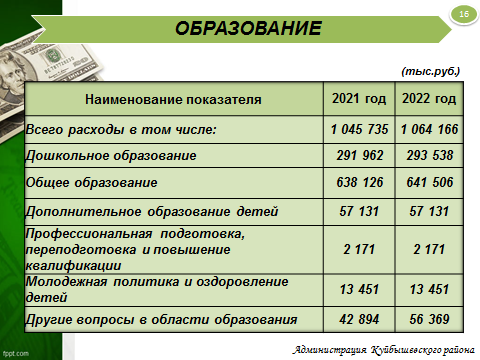 16
ОБРАЗОВАНИЕ
(тыс.руб.)
Наименование показателя 2021 год 2022 год
Всего расходы в том числе: 1 045 735 1 064 166
Дошкольное образование 291 962 293 538
Общее образование 638 126 641 506
Дополнительное образование детей 57 131 57 131
Профессиональная подготовка,
переподготовка и повышение
квалификации 2 171 2 171
Молодежная политика и оздоровление
детей 13 451 13 451
Другие вопросы в области образования 42 894 56 369
fppt.com
Администрация Куйбышевского района